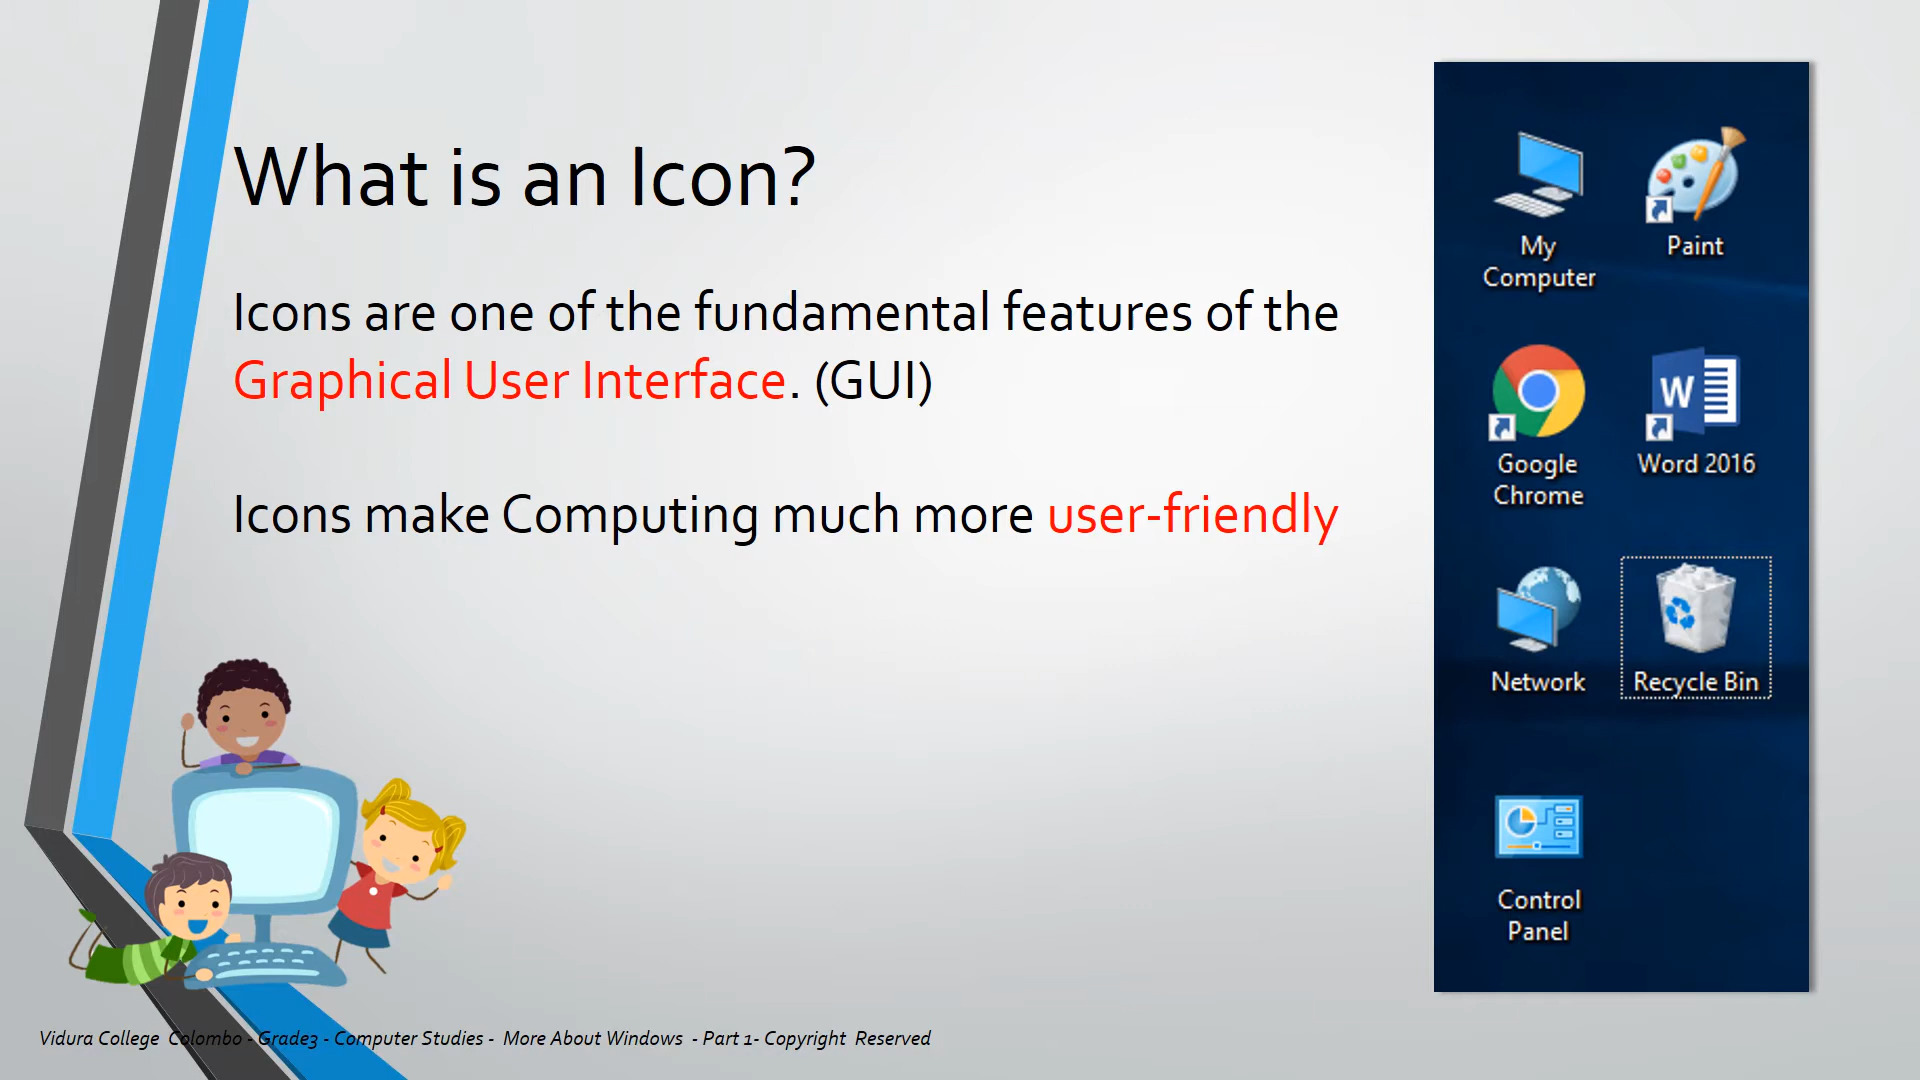 What is an Icon?
Icons are one of the fundamental features of the
Graphical User Interface. (GUI)
Icons make Computing much more user-friendly
My
Computer
Paint
Google
Chrome
Word 2016
Network
Recycle Bin
Control
Panel
Vidura College Colombo - Grade3 - Computer Studies - More About Windows - Part 1- Copyright Reserved